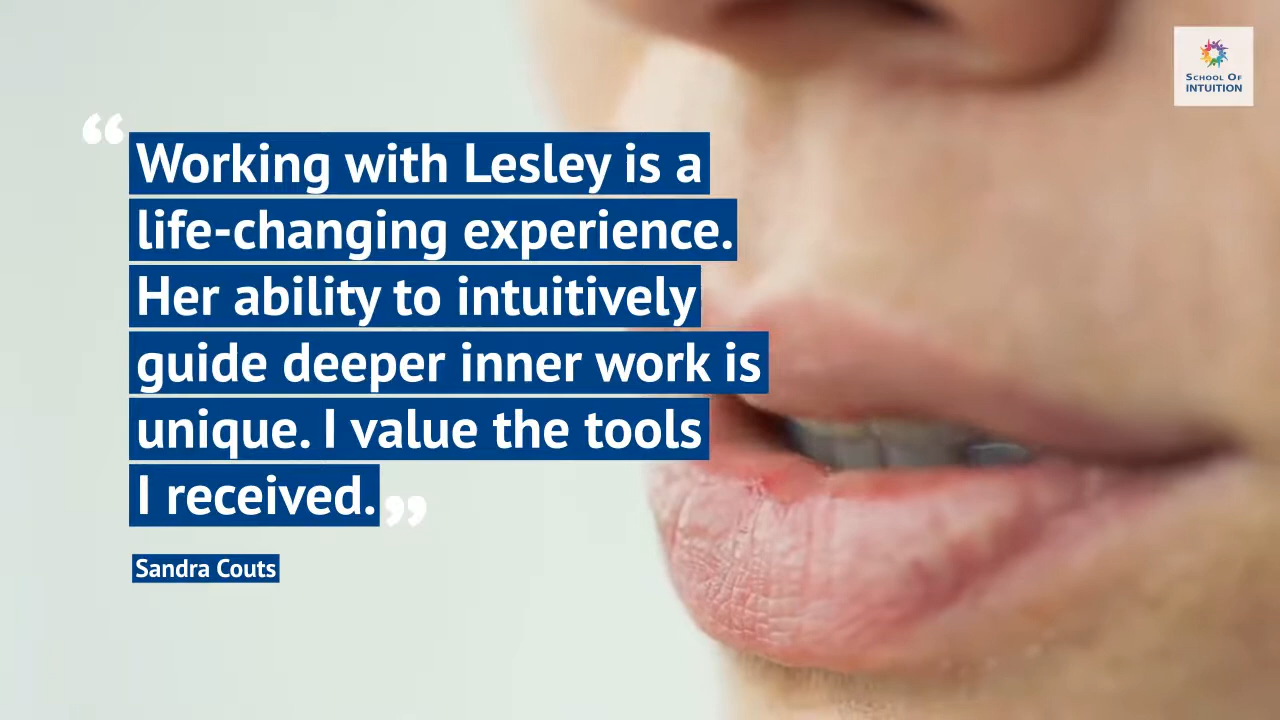 School Of
INTUITION
“Working with Lesley is a
life-changing experience.
Her ability to intuitively
guide deeper inner work is
unique. I value the tools
I received.”
Sandra Couts